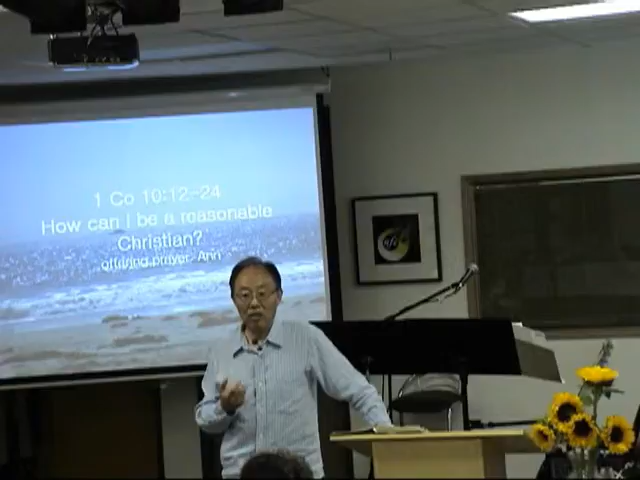 1 Co 10:12-24
How can I be a reasonable
Christian?
offering prayer: Ann